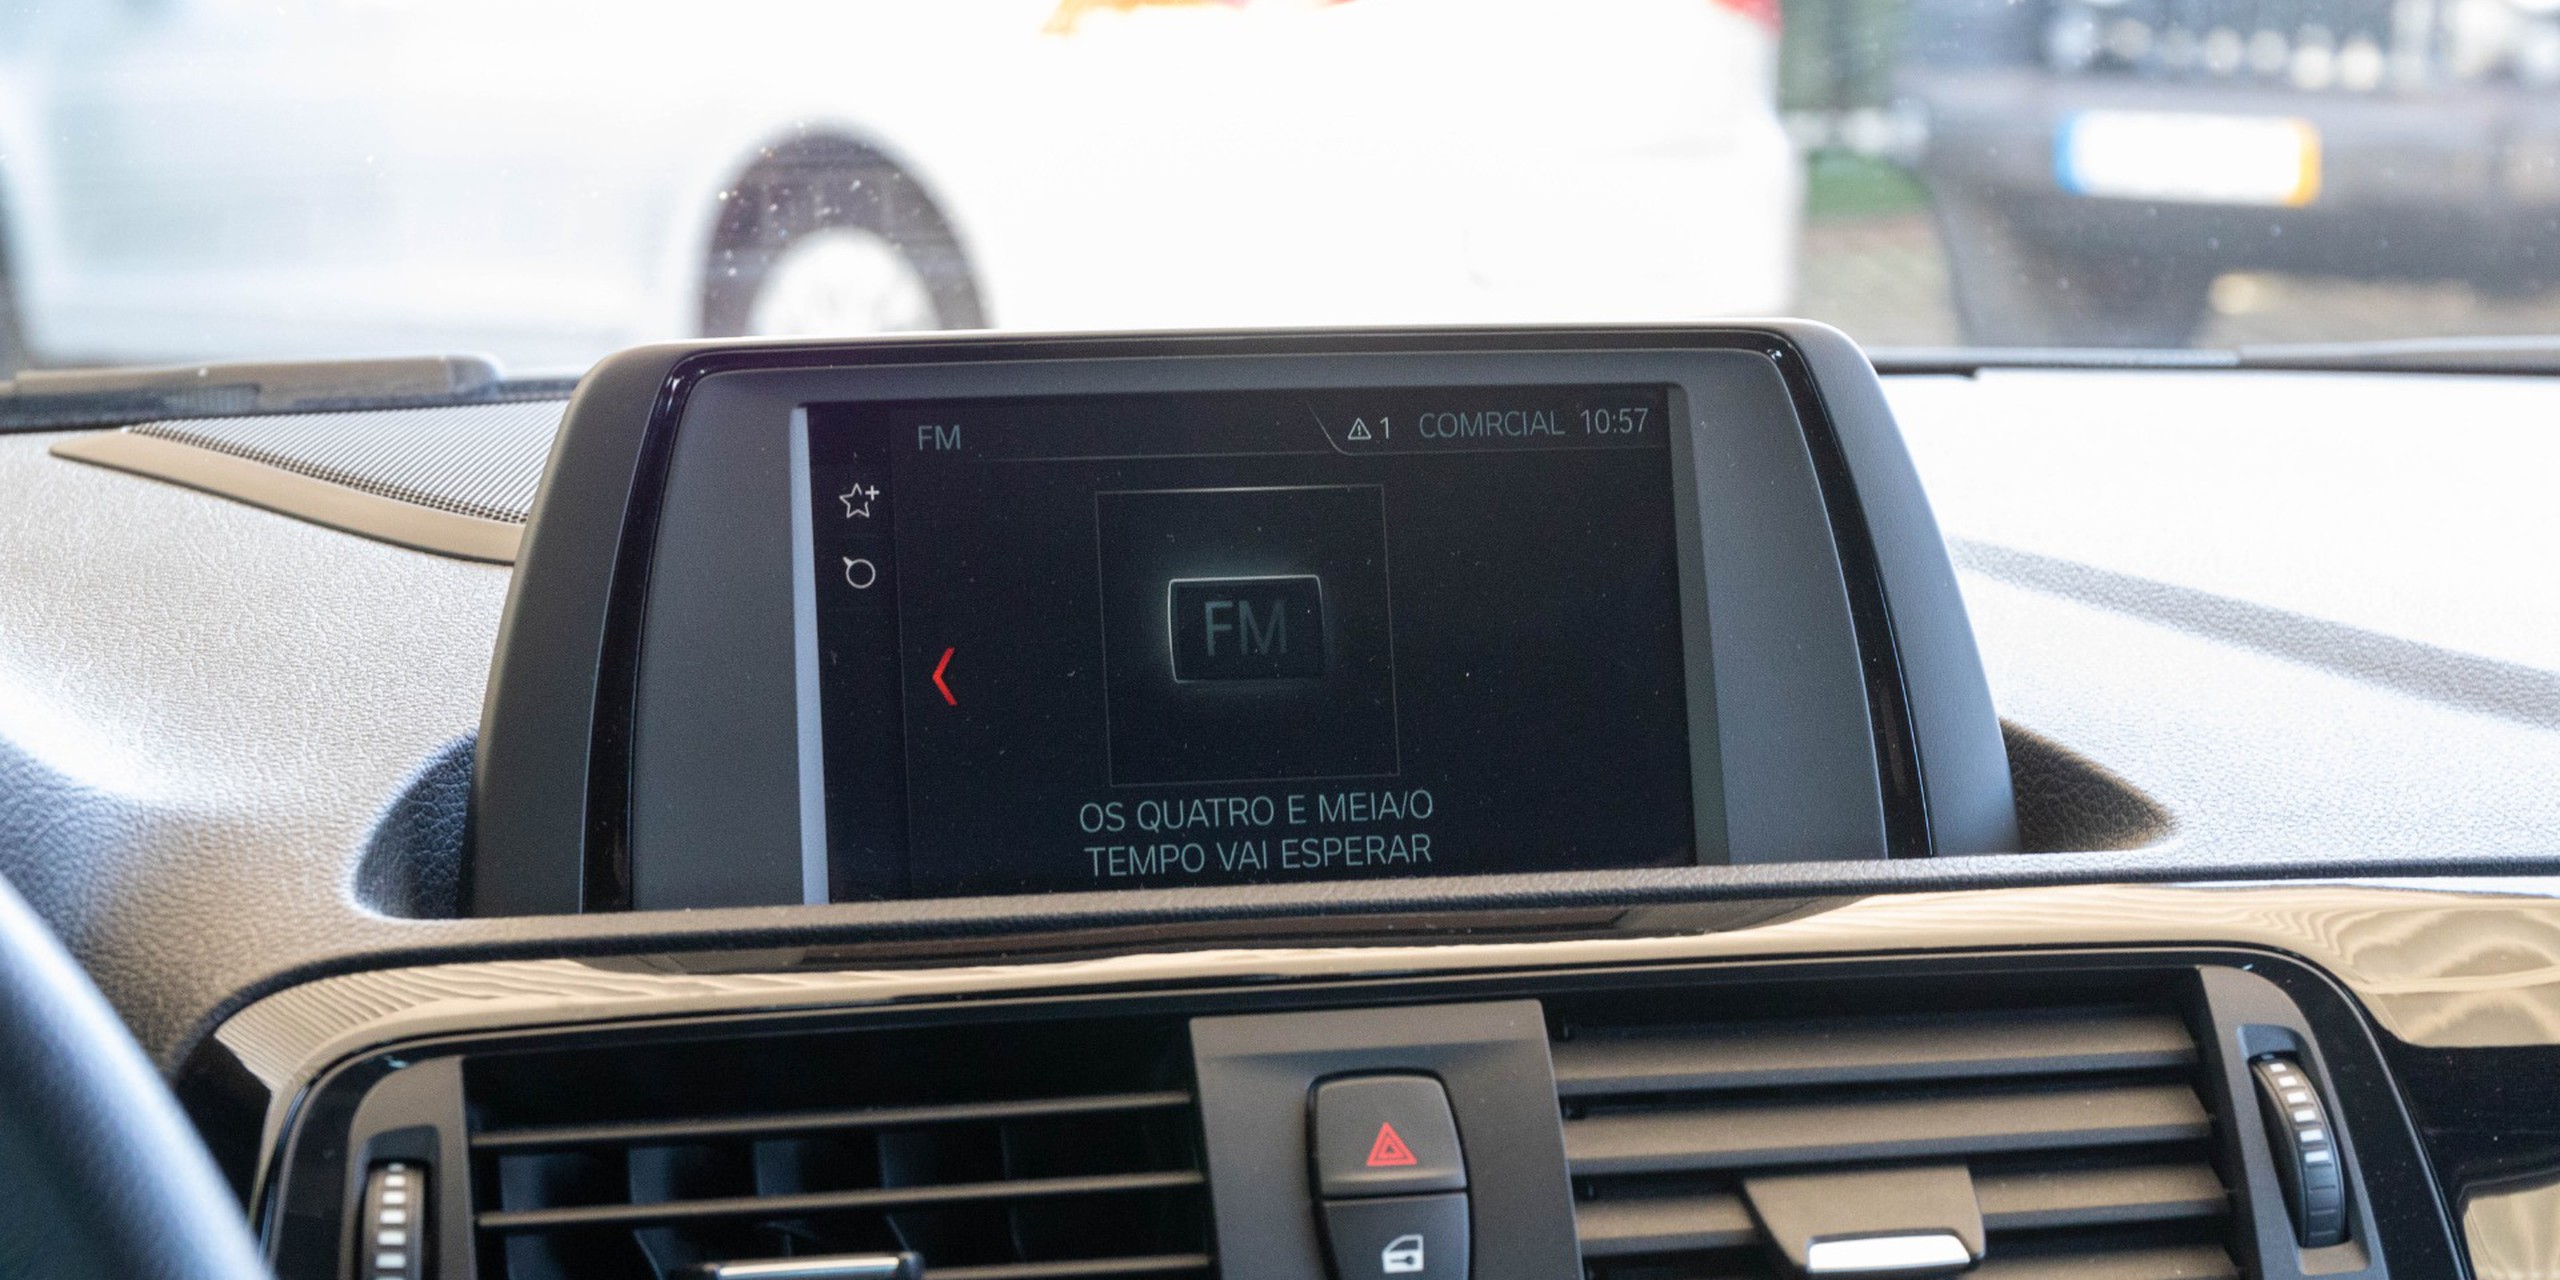 FM
1 COMRCIAL 10:57
FM
OS QUATRO E MEIA/O
TEMPO VAI ESPERAR